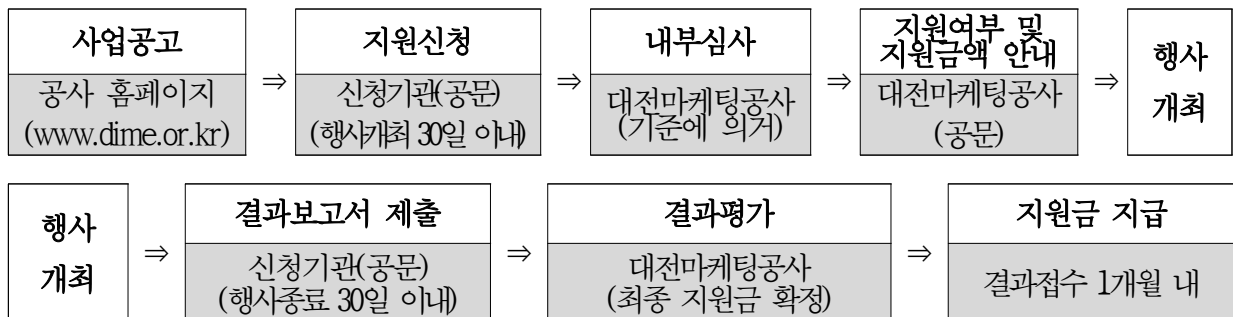 사업공고
공사 홈페이지
(www.dime.or.kr)
⇒
지원신청
신청기관(공문)
(행사개최 30일 이내)
⇒
내부심사
대전마케팅공사
(기준에 의거)
⇒
지원여부 및
지원금액 안내
대전마케팅공사
(공문)
⇒
행사
개최
행사
개최
⇒
결과보고서 제출
신청기관(공문)
(행사종료 30일 이내)
⇒
결과평가
대전마케팅공사
(최종 지원금 확정)
⇒
지원금 지급
결과접수 1개월 내